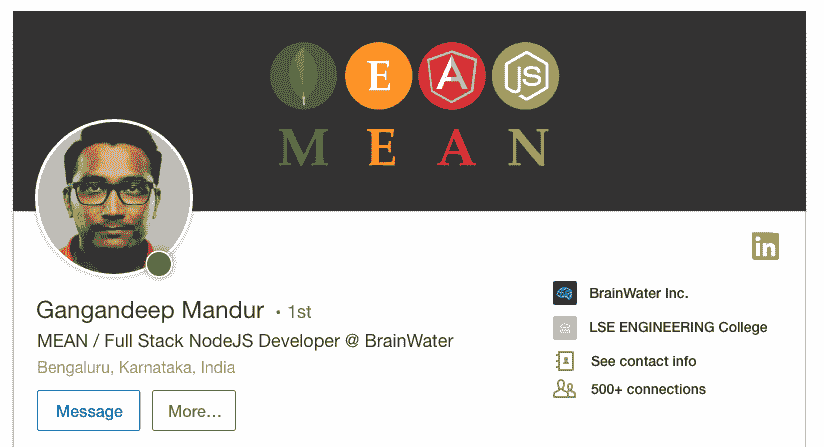 E A JS
M E A N
in
Gangandeep Mandur • 1st
MEAN / Full Stack NodeJS Developer @ BrainWater
Bengaluru, Karnataka, India
Message More...
BrainWater Inc.
LSE ENGINEERING College
See contact info
500+ connections